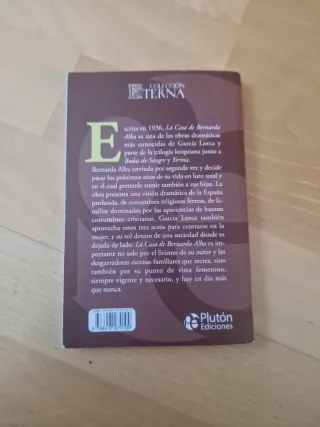 COLECCIÓN
ETERNA
Escrita en 1936, La Casa de Bernarda
Alba es una de las obras dramáticas
más conocidas de García Lorca y
parte de la trilogía lorquiana junto a
Bodas de Sangre y Yerma.
Bernarda Alba enviuda por segunda vez y decide
pasar los próximos años de su vida en luto total y
en el cual pretende sumir también a sus hijas. La
obra presenta una visión dramática de la España
profunda, de costumbres religiosas férreas, de fa-
milias dominadas por las apariencias de buenas
costumbres cristianas. García Lorca también
aprovecha estos tres actos para centrarse en la
mujer, y su rol dentro de una sociedad donde es
dejada de lado. La Casa de Bernarda Alba es im-
portante no solo por el lirismo de su autor y las
desgarradoras escenas familiares que recrea, sino
también por su punto de vista femenino,
siempre vigente y necesario, y hoy en día más
que nunca.
Plutón
Ediciones